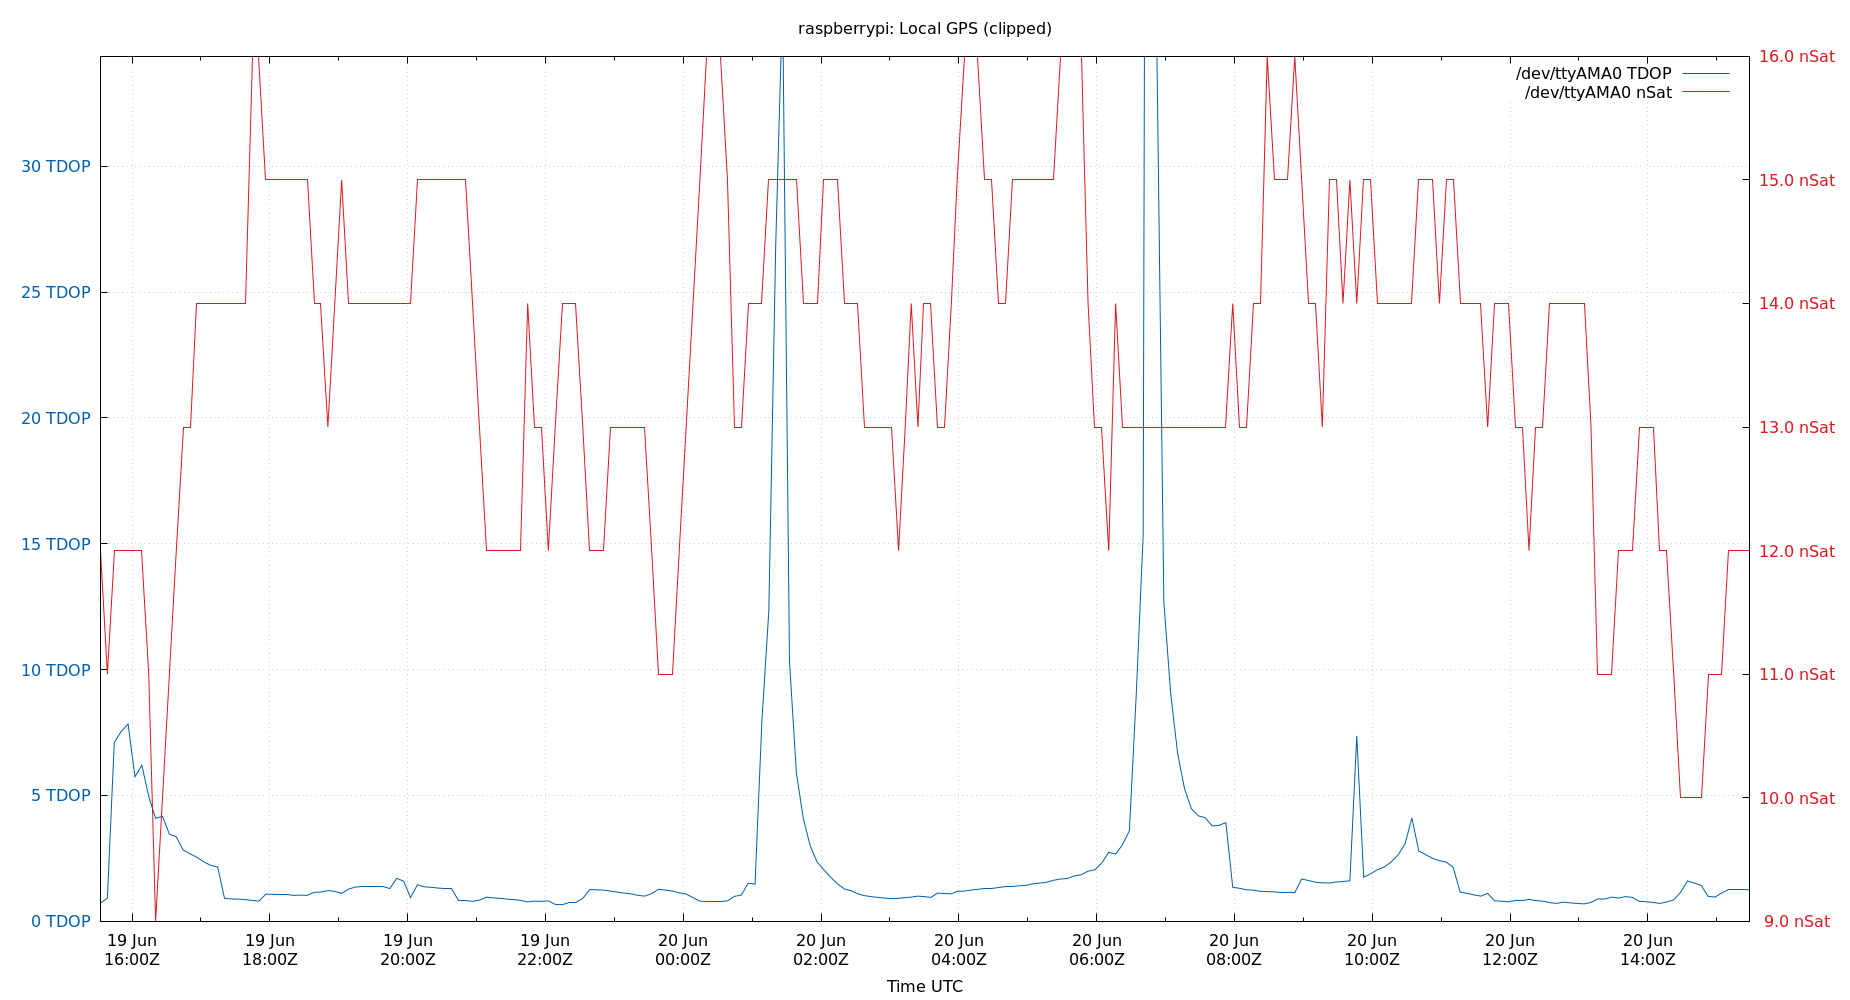 raspberrypi: Local GPS (clipped)
/dev/ttyAMA0 TDOP
/dev/ttyAMA0 nSat
30 TDOP
25 TDOP
20 TDOP
15 TDOP
10 TDOP
5 TDOP
0 TDOP
16.0 nSat
15.0 nSat
14.0 nSat
13.0 nSat
12.0 nSat
11.0 nSat
10.0 nSat
9.0 nSat
19 Jun
16:00Z
19 Jun
18:00Z
19 Jun
20:00Z
19 Jun
22:00Z
20 Jun
00:00Z
20 Jun
02:00Z
20 Jun
04:00Z
20 Jun
06:00Z
20 Jun
08:00Z
20 Jun
10:00Z
20 Jun
12:00Z
20 Jun
14:00Z
Time UTC